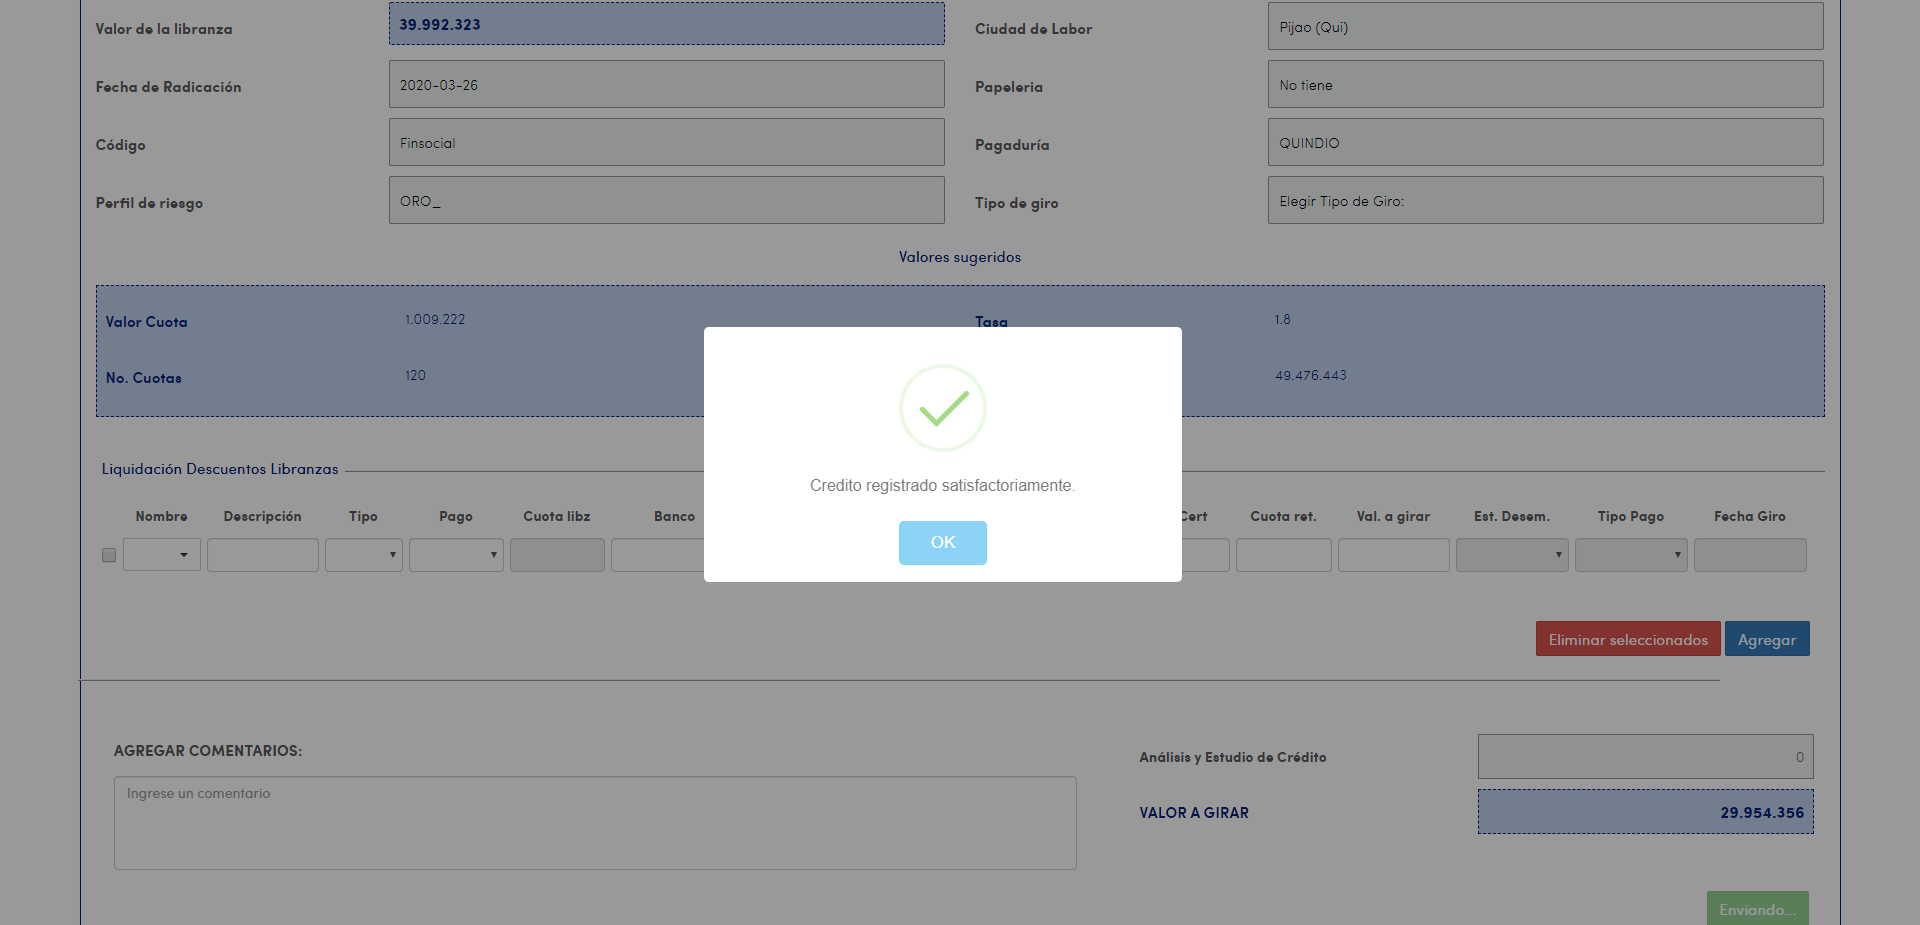 Valor de la libranza 39.992.323 Ciudad de Labor Pijao (Qui)
Fecha de Radicación 2020-03-26 Papeleria No tiene
Código Finsocial Pagaduría QUINDIO
Perfil de riesgo ORO_ Tipo de giro Elegir Tipo de Giro:
Valores sugeridos
Valor Cuota 1.009.222 Tasa 1.8
No. Cuotas 120 49.476.443
Credito registrado satisfactoriamente.
OK
Liquidación Descuentos Libranzas
Nombre Descripción Tipo Pago Cuota libz Banco Cert Cuota ret. Val. a girar Est. Desem. Tipo Pago Fecha Giro
Eliminar seleccionados Agregar
AGREGAR COMENTARIOS:
Ingrese un comentario
Análisis y Estudio de Crédito 0
VALOR A GIRAR 29.954.356
Enviando...